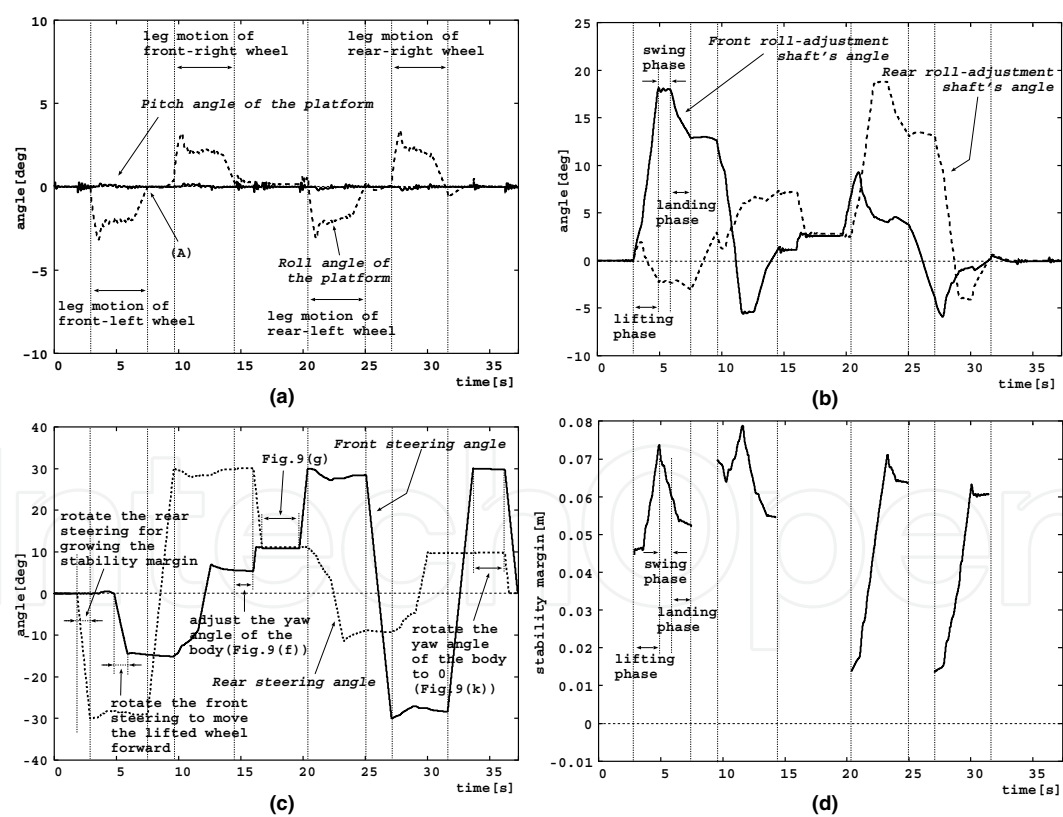 10
leg motion of
front-right wheel
leg motion of
rear-right wheel
5
Pitch angle of the platform
0
(A)
Roll angle of
the platform
-5
leg motion of
front-left wheel
leg motion of
rear-left wheel
-10
angle[deg]
0 5 10 15 20 25 30 35
time[s]
(a)
25
swing
phase
Front roll-adjustment
shaft's angle
20
Rear roll-adjustment
shaft's angle
15
10
5
landing
phase
0
-5
lifting
phase
-10
angle[deg]
0 5 10 15 20 25 30 35
time[s]
(b)
40
Front steering angle
Fig.9(g)
30
rotate the rear
steering for
growing the
stability margin
20
10
0
adjust the yaw
angle of the
body(Fig.9(f))
rotate the
yaw angle
of the body
to 0
(Fig.9(k))
-10
Rear steering angle
-20
rotate the front
steering to move
the lifted wheel
forward
-30
-40
angle[deg]
0 5 10 15 20 25 30 35
time[s]
(c)
0.08
0.07
0.06
0.05
0.04
swing
phase
0.03
landing
phase
0.02
lifting
phase
0.01
0
-0.01
stability margin[m]
0 5 10 15 20 25 30 35
time[s]
(d)
IntechOpen